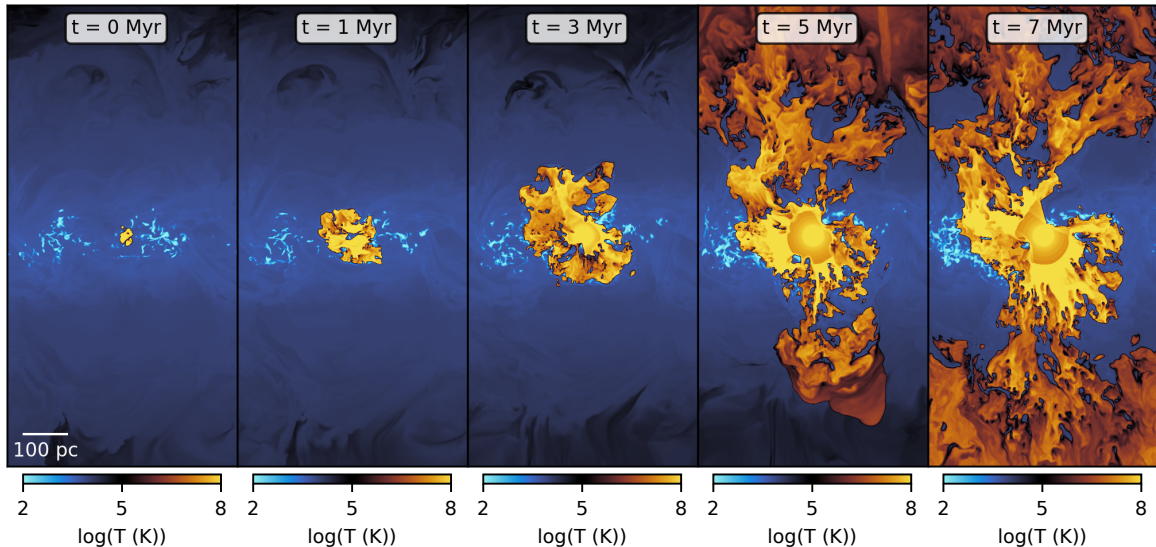 t = 0 Myr
t = 1 Myr
t = 3 Myr
t = 5 Myr
t = 7 Myr
100 pc
2 5 8
log(T (K))
2 5 8
log(T (K))
2 5 8
log(T (K))
2 5 8
log(T (K))
2 5 8
log(T (K))